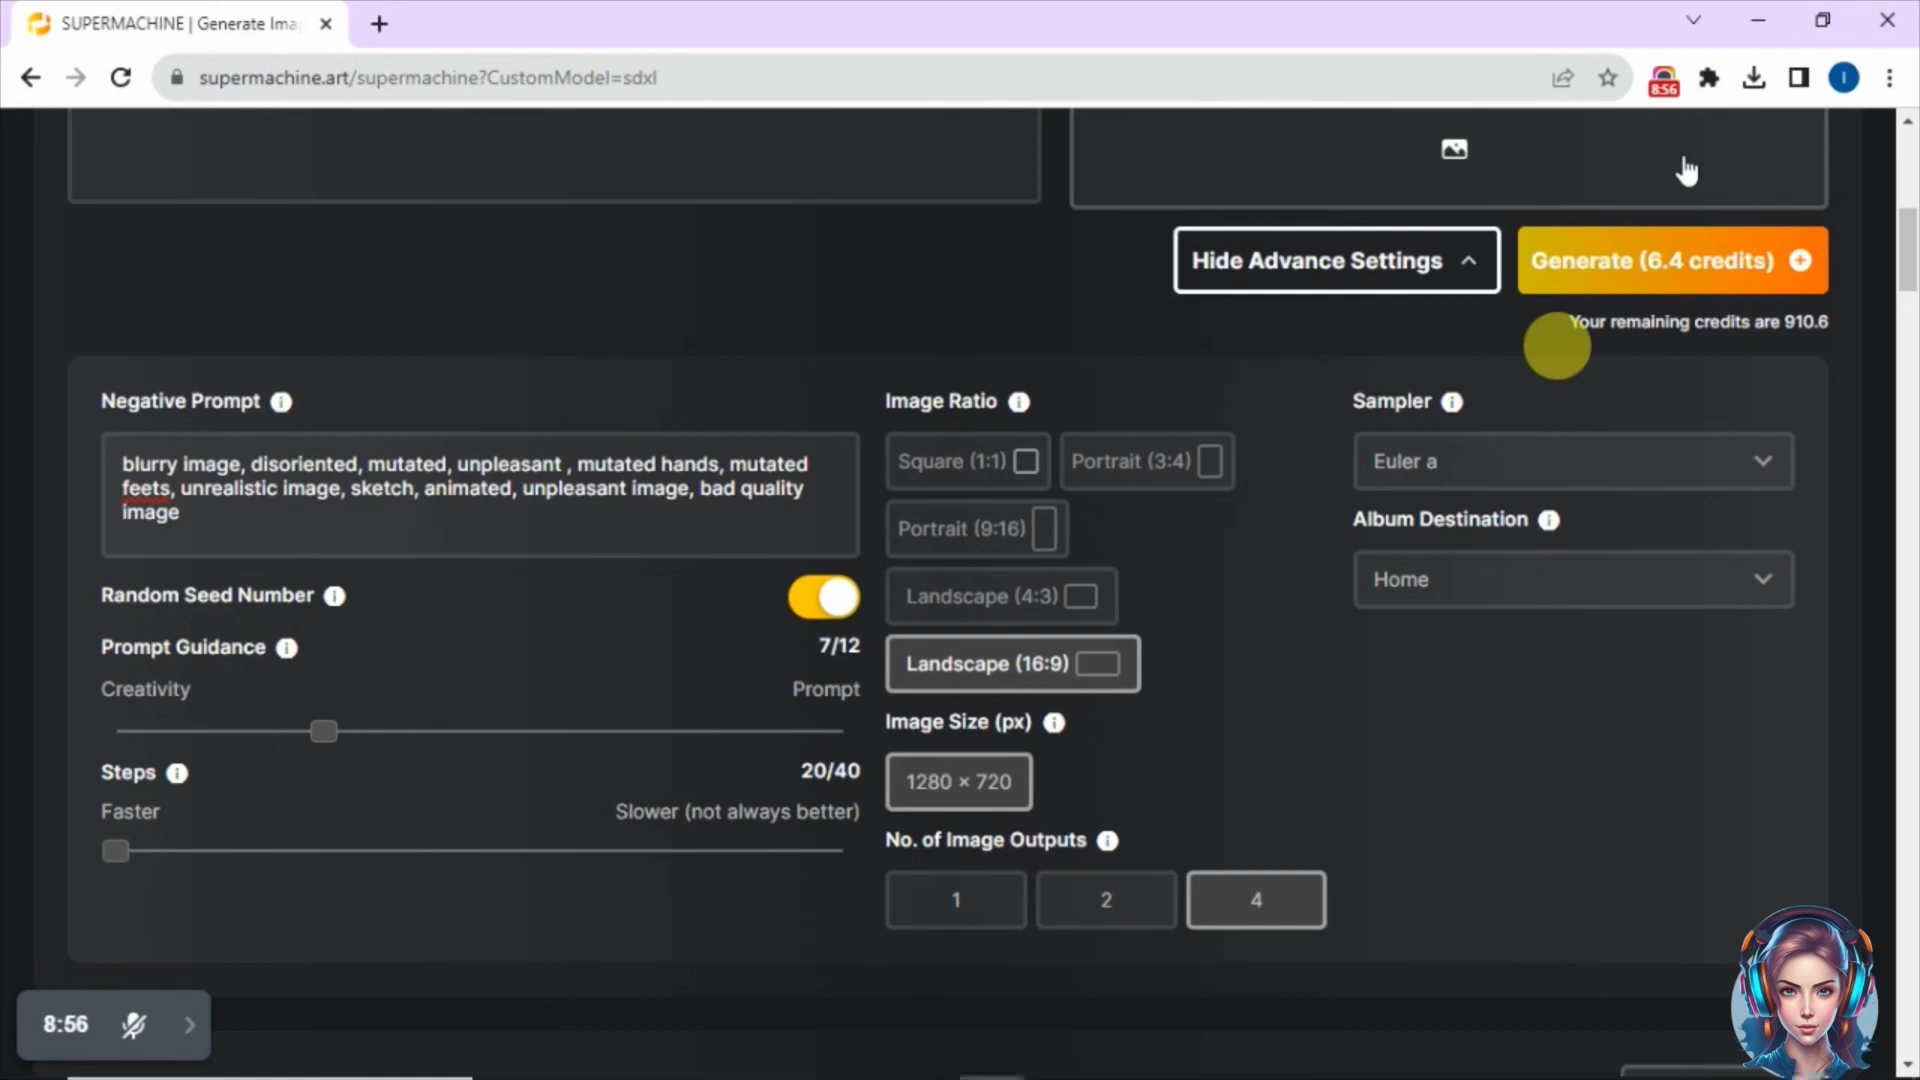 SUPERMACHINE | Generate Ima
supermachine.art/supermachine?CustomModel=sdxl
8:56
I
Hide Advance Settings
Generate (6.4 credits)
Your remaining credits are 910.6
Negative Prompt
blurry image, disoriented, mutated, unpleasant , mutated hands, mutated
feets, unrealistic image, sketch, animated, unpleasant image, bad quality
image
Random Seed Number
Prompt Guidance
7/12
Creativity
Prompt
Steps
20/40
Faster
Slower (not always better)
Image Ratio
Square (1:1)
Portrait (3:4)
Portrait (9:16)
Landscape (4:3)
Landscape (16:9)
Image Size (px)
1280 × 720
No. of Image Outputs
1
2
4
Sampler
Euler a
Album Destination
Home
8:56